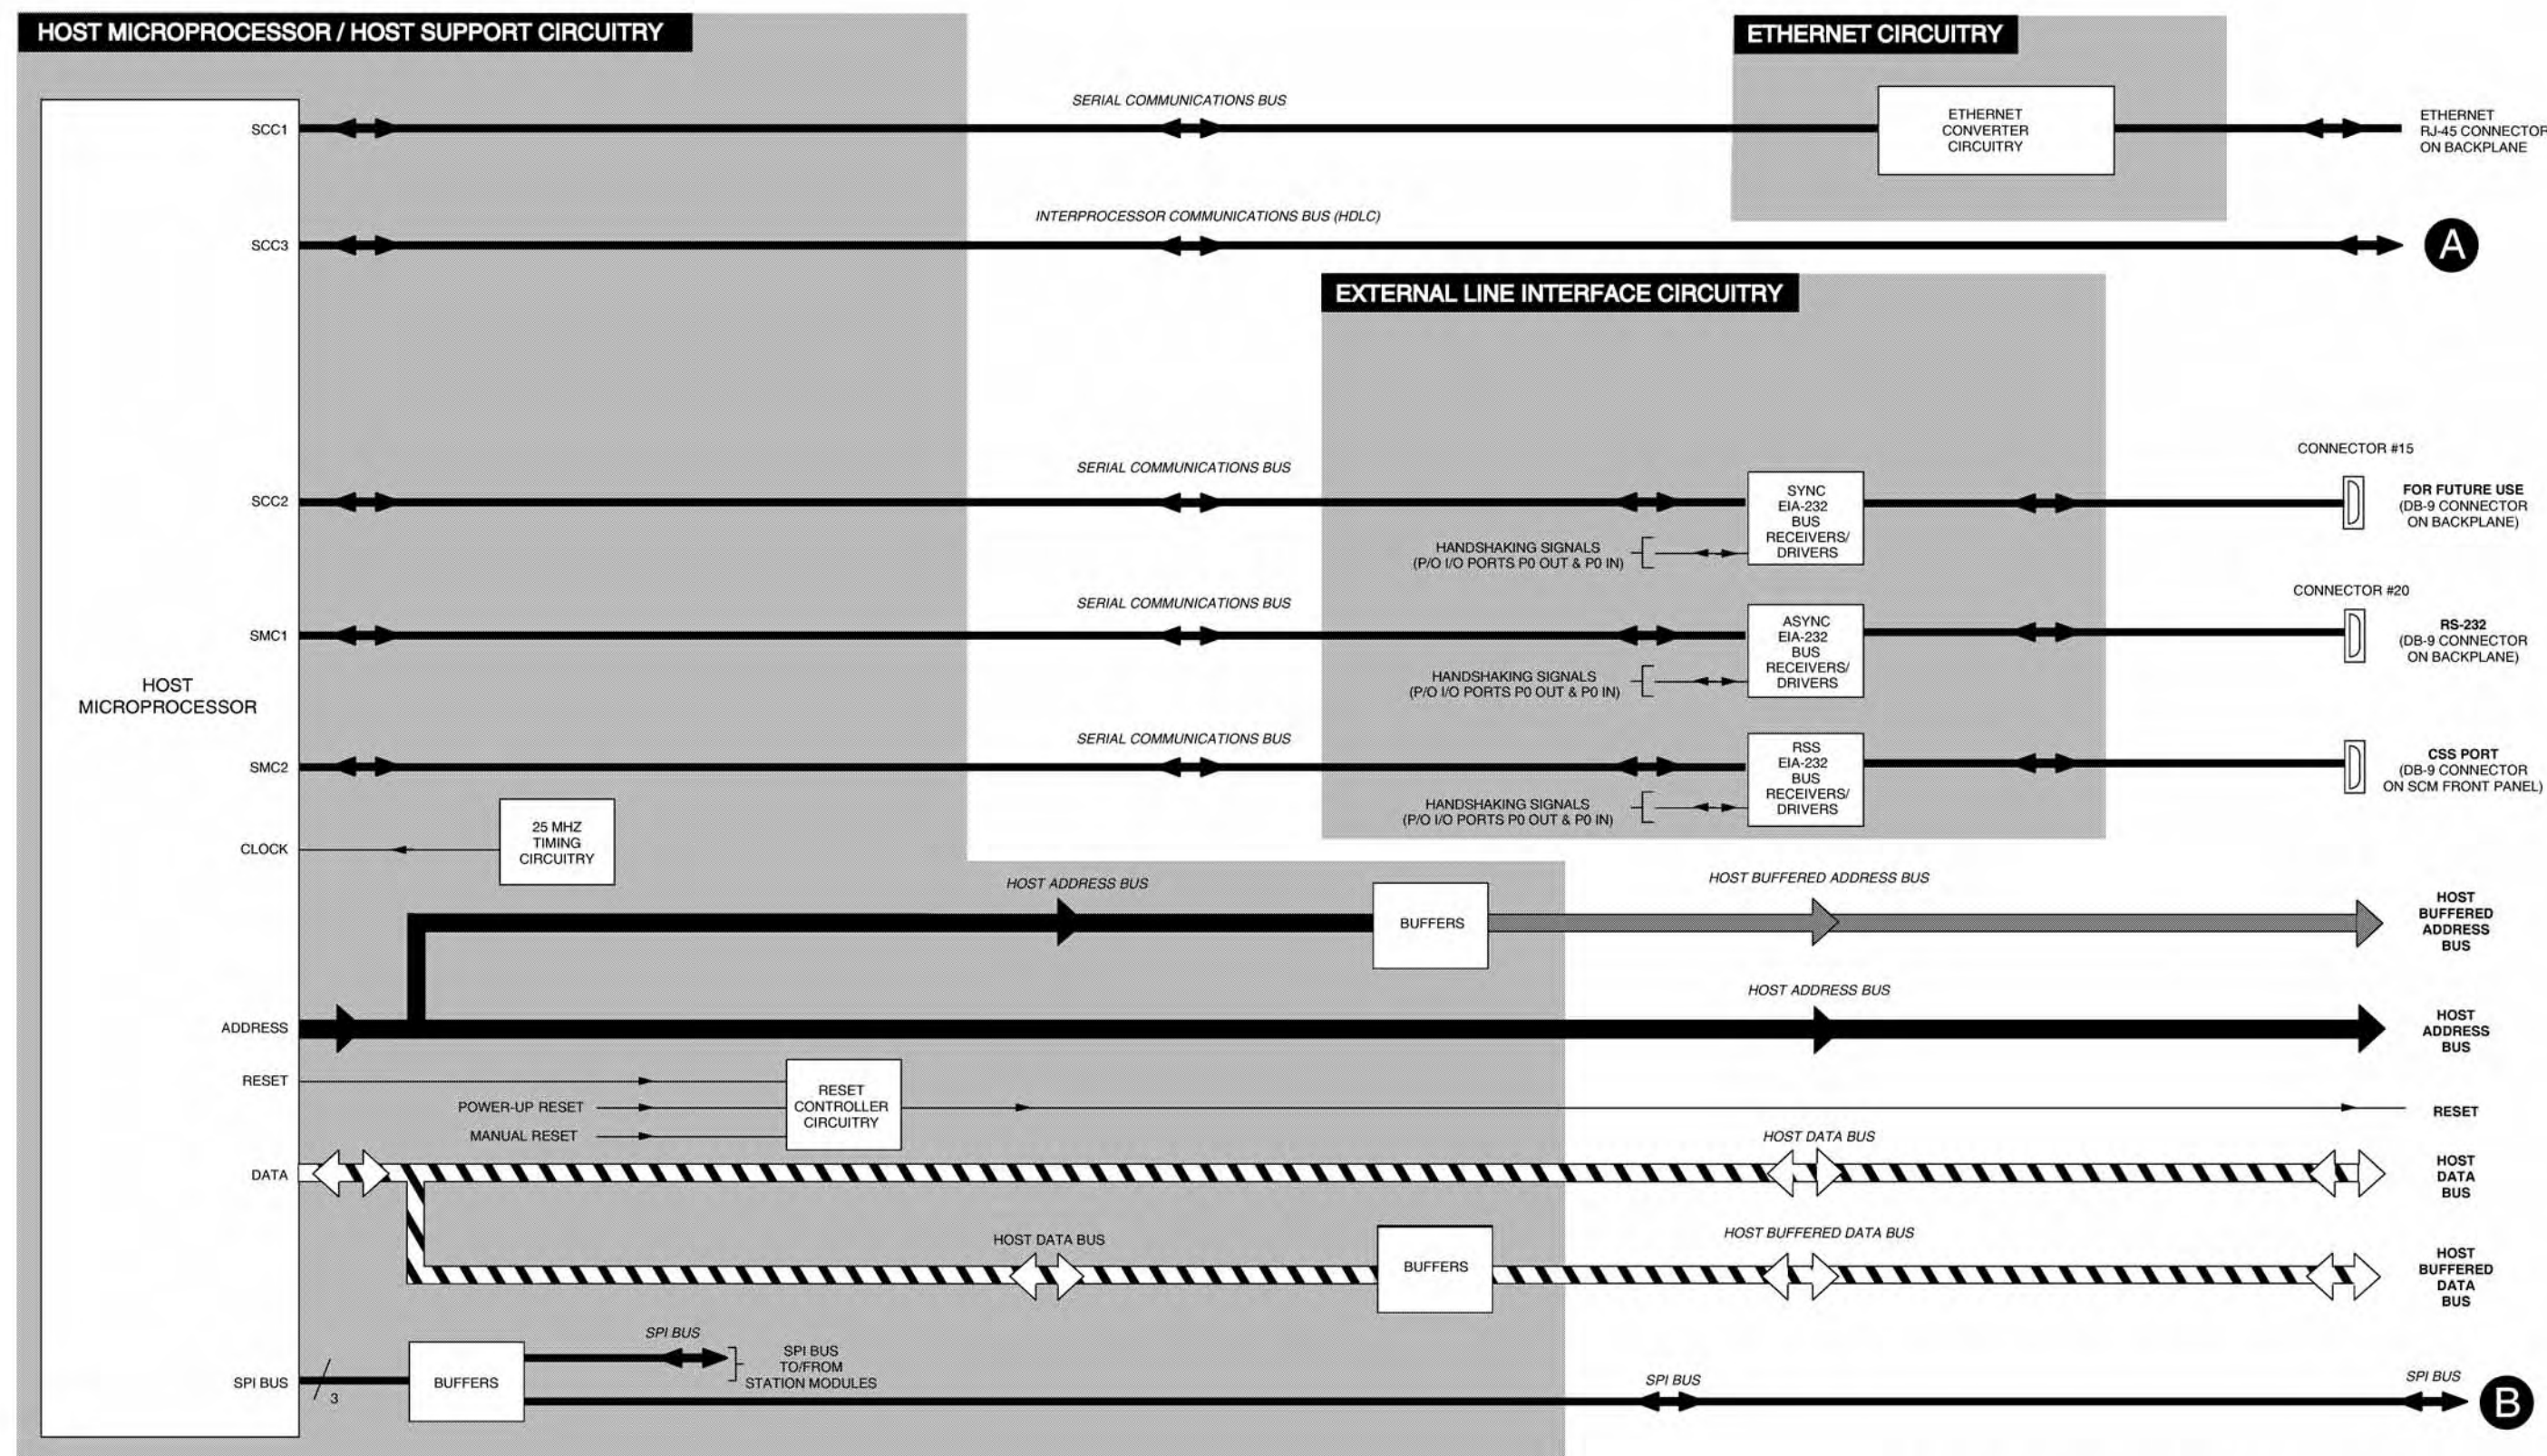 HOST MICROPROCESSOR / HOST SUPPORT CIRCUITRY
ETHERNET CIRCUITRY
SERIAL COMMUNICATIONS BUS
SCC1
ETHERNET
CONVERTER
CIRCUITRY
ETHERNET
RJ-45 CONNECTOR
ON BACKPLANE
INTERPROCESSOR COMMUNICATIONS BUS (HDLC)
SCC3
A
EXTERNAL LINE INTERFACE CIRCUITRY
CONNECTOR #15
SERIAL COMMUNICATIONS BUS
SCC2
SYNC
EIA-232
BUS
RECEIVERS/
DRIVERS
FOR FUTURE USE
(DB-9 CONNECTOR
ON BACKPLANE)
HANDSHAKING SIGNALS
(P/O I/O PORTS P0 OUT & P0 IN)
CONNECTOR #20
SERIAL COMMUNICATIONS BUS
SMC1
ASYNC
EIA-232
BUS
RECEIVERS/
DRIVERS
RS-232
(DB-9 CONNECTOR
ON BACKPLANE)
HANDSHAKING SIGNALS
(P/O I/O PORTS P0 OUT & P0 IN)
HOST
MICROPROCESSOR
SERIAL COMMUNICATIONS BUS
SMC2
RSS
EIA-232
BUS
RECEIVERS/
DRIVERS
CSS PORT
(DB-9 CONNECTOR
ON SCM FRONT PANEL)
HANDSHAKING SIGNALS
(P/O I/O PORTS P0 OUT & P0 IN)
CLOCK
25 MHZ
TIMING
CIRCUITRY
HOST ADDRESS BUS
BUFFERS
HOST BUFFERED ADDRESS BUS
HOST
BUFFERED
ADDRESS
BUS
ADDRESS
HOST ADDRESS BUS
HOST
ADDRESS
BUS
RESET
POWER-UP RESET
MANUAL RESET
RESET
CONTROLLER
CIRCUITRY
RESET
DATA
HOST DATA BUS
HOST
DATA
BUS
HOST DATA BUS
BUFFERS
HOST BUFFERED DATA BUS
HOST
BUFFERED
DATA
BUS
SPI BUS
3
BUFFERS
SPI BUS
SPI BUS
TO/FROM
STATION MODULES
SPI BUS
SPI BUS
B